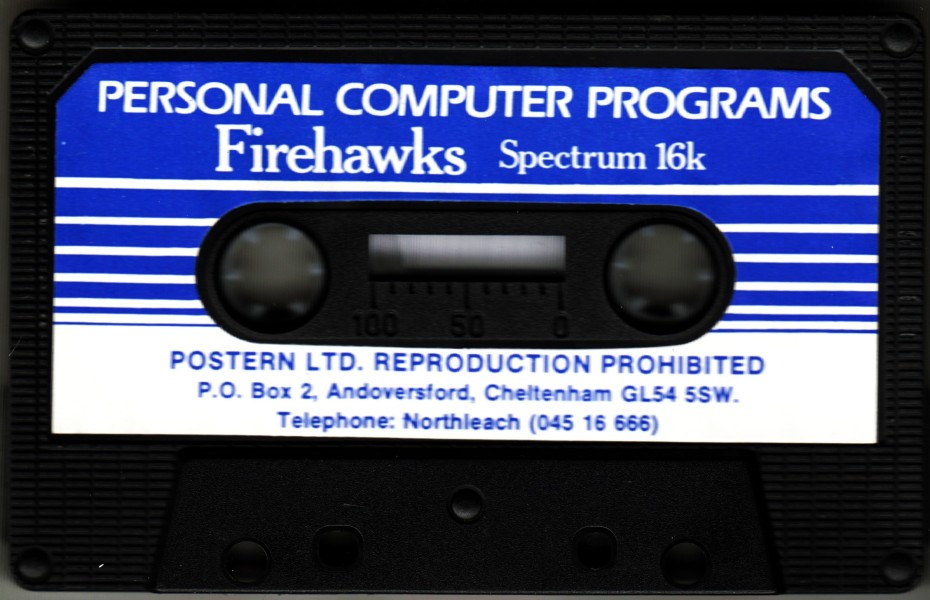 PERSONAL COMPUTER PROGRAMS
Firehawks Spectrum 16k
100 50 0
POSTERN LTD. REPRODUCTION PROHIBITED
P.O. Box 2, Andoversford, Cheltenham GL54 5SW.
Telephone: Northleach (045 16 666)